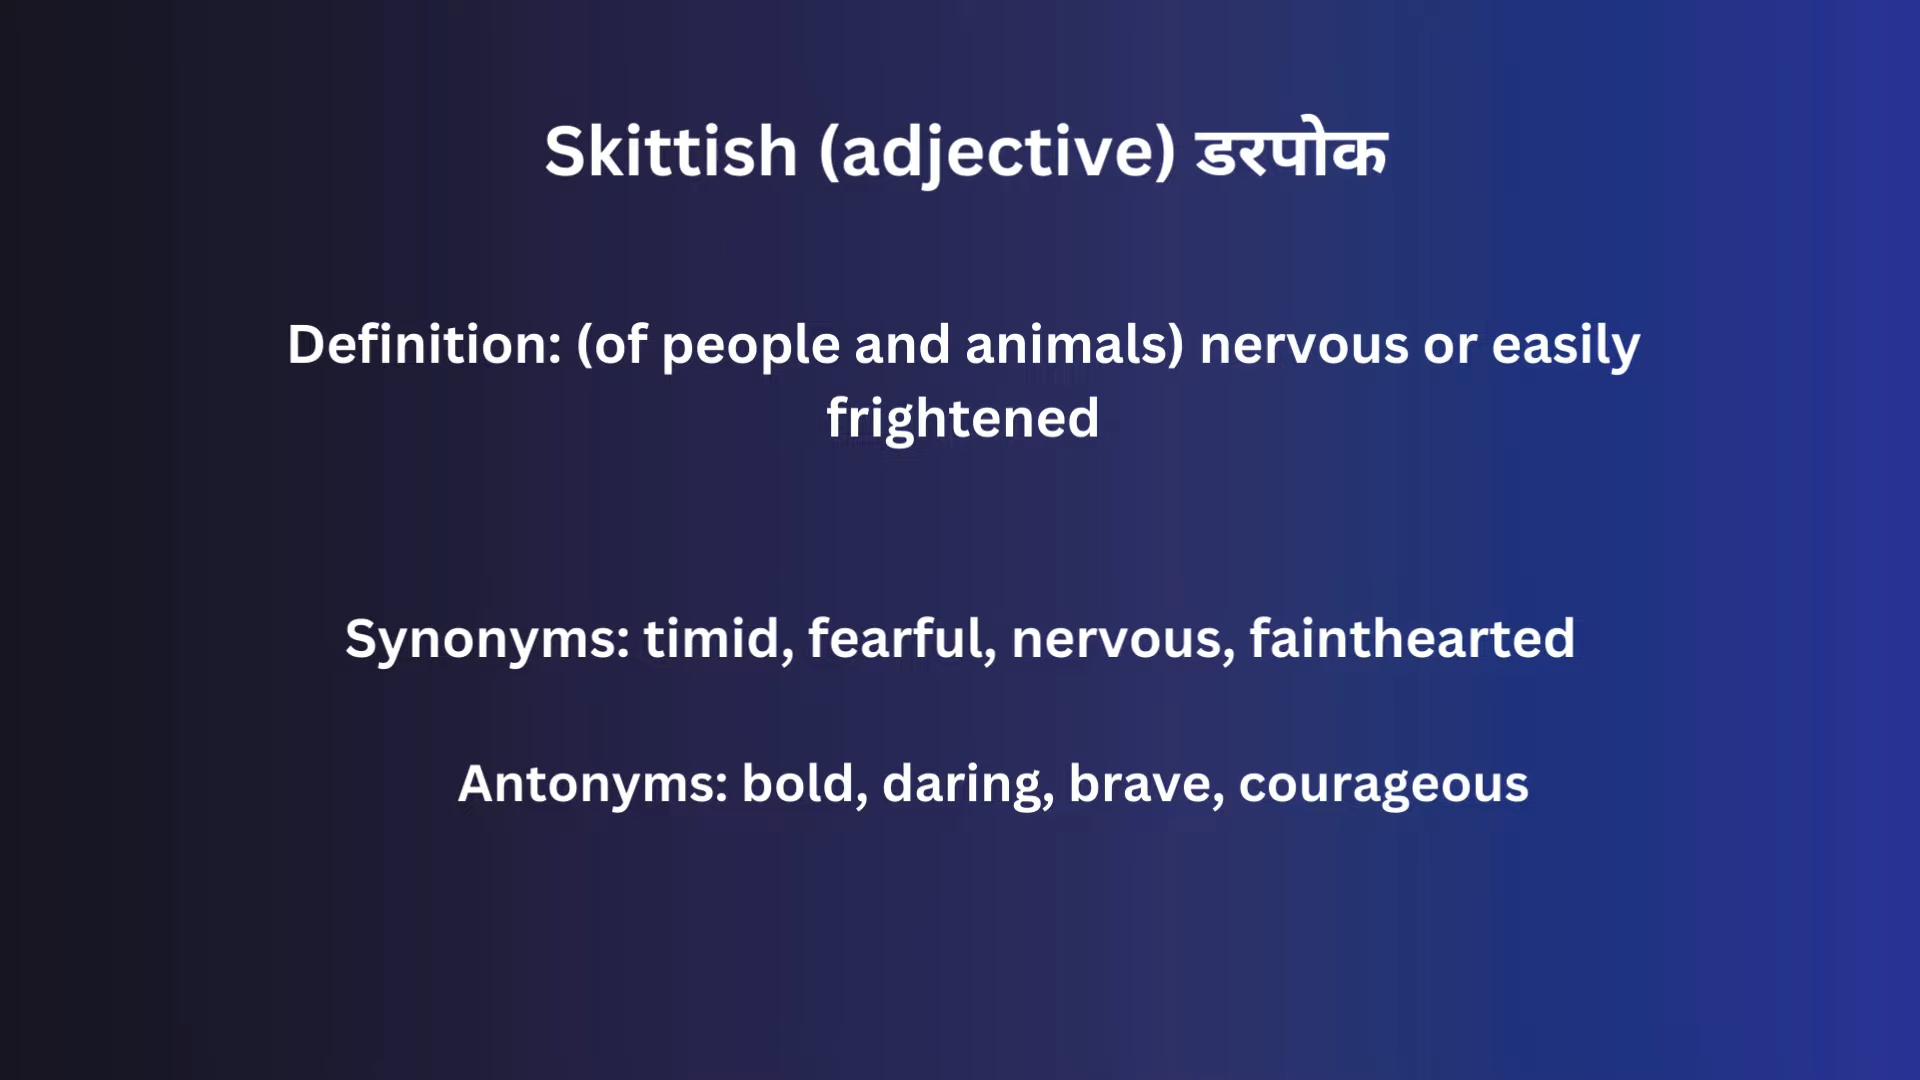 Skittish (adjective) डरपोक
Definition: (of people and animals) nervous or easily
frightened
Synonyms: timid, fearful, nervous, fainthearted
Antonyms: bold, daring, brave, courageous